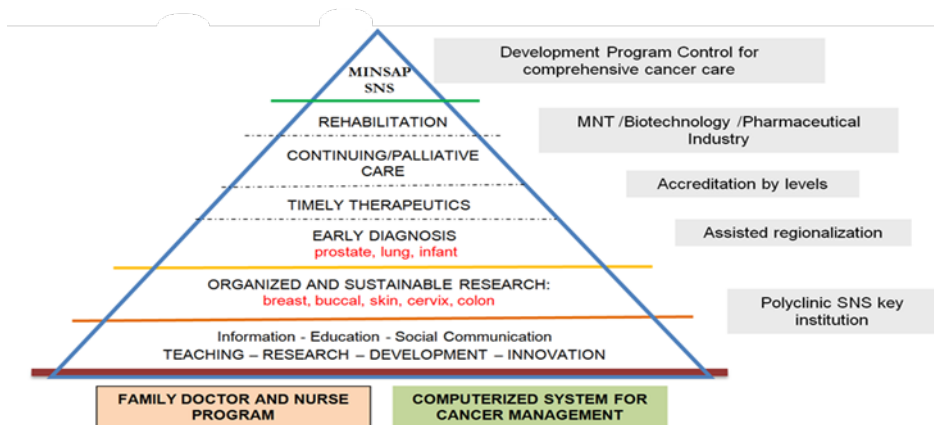 MINSAP
SNS
REHABILITATION
CONTINUING/PALLIATIVE
CARE
TIMELY THERAPEUTICS
EARLY DIAGNOSIS
prostate, lung, infant
ORGANIZED AND SUSTAINABLE RESEARCH:
breast, buccal, skin, cervix, colon
Information - Education - Social Communication
TEACHING – RESEARCH – DEVELOPMENT – INNOVATION
Development Program Control for
comprehensive cancer care
MNT /Biotechnology /Pharmaceutical
Industry
Accreditation by levels
Assisted regionalization
Polyclinic SNS key
institution
FAMILY DOCTOR AND NURSE
PROGRAM
COMPUTERIZED SYSTEM FOR
CANCER MANAGEMENT